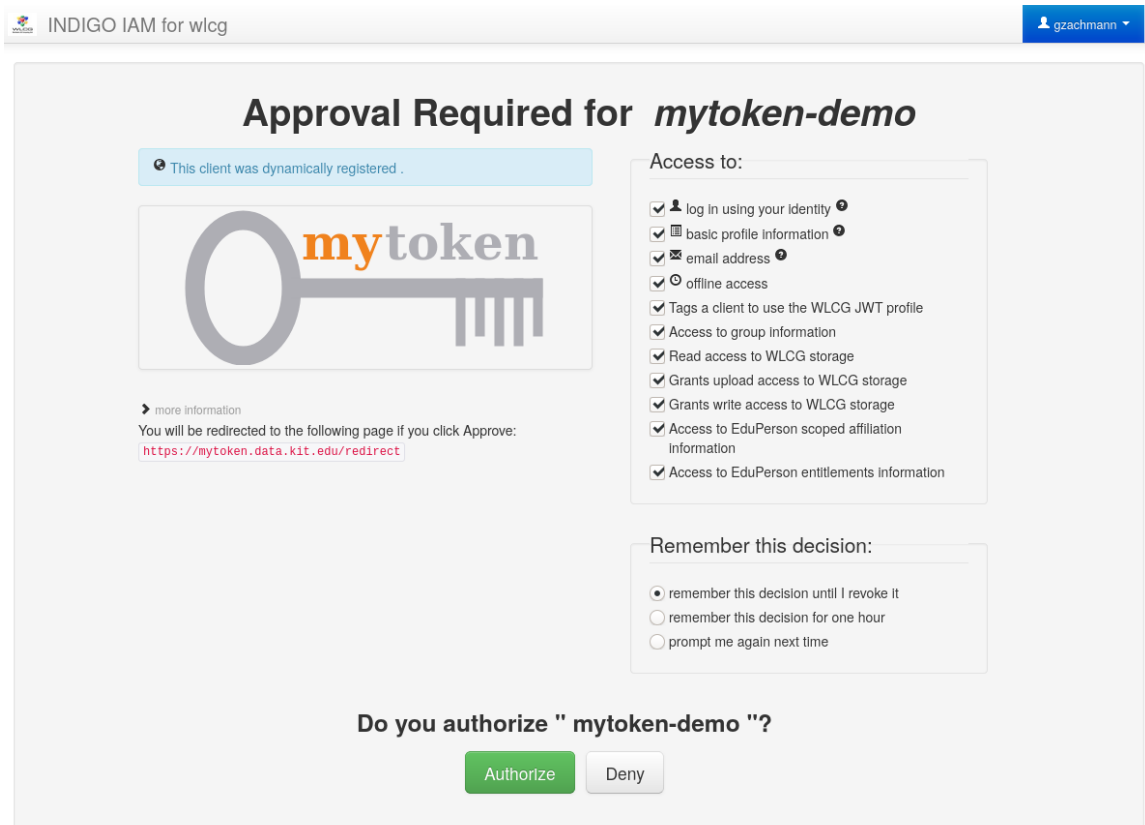 INDIGO IAM for wlcg
gzachmann
Approval Required for mytoken-demo
This client was dynamically registered .
mytoken
more information
You will be redirected to the following page if you click Approve:
https://mytoken.data.kit.edu/redirect
Access to:
log in using your identity
basic profile information
email address
offline access
Tags a client to use the WLCG JWT profile
Access to group information
Read access to WLCG storage
Grants upload access to WLCG storage
Grants write access to WLCG storage
Access to EduPerson scoped affiliation
information
Access to EduPerson entitlements information
Remember this decision:
remember this decision until I revoke it
remember this decision for one hour
prompt me again next time
Do you authorize " mytoken-demo "?
Authorize
Deny